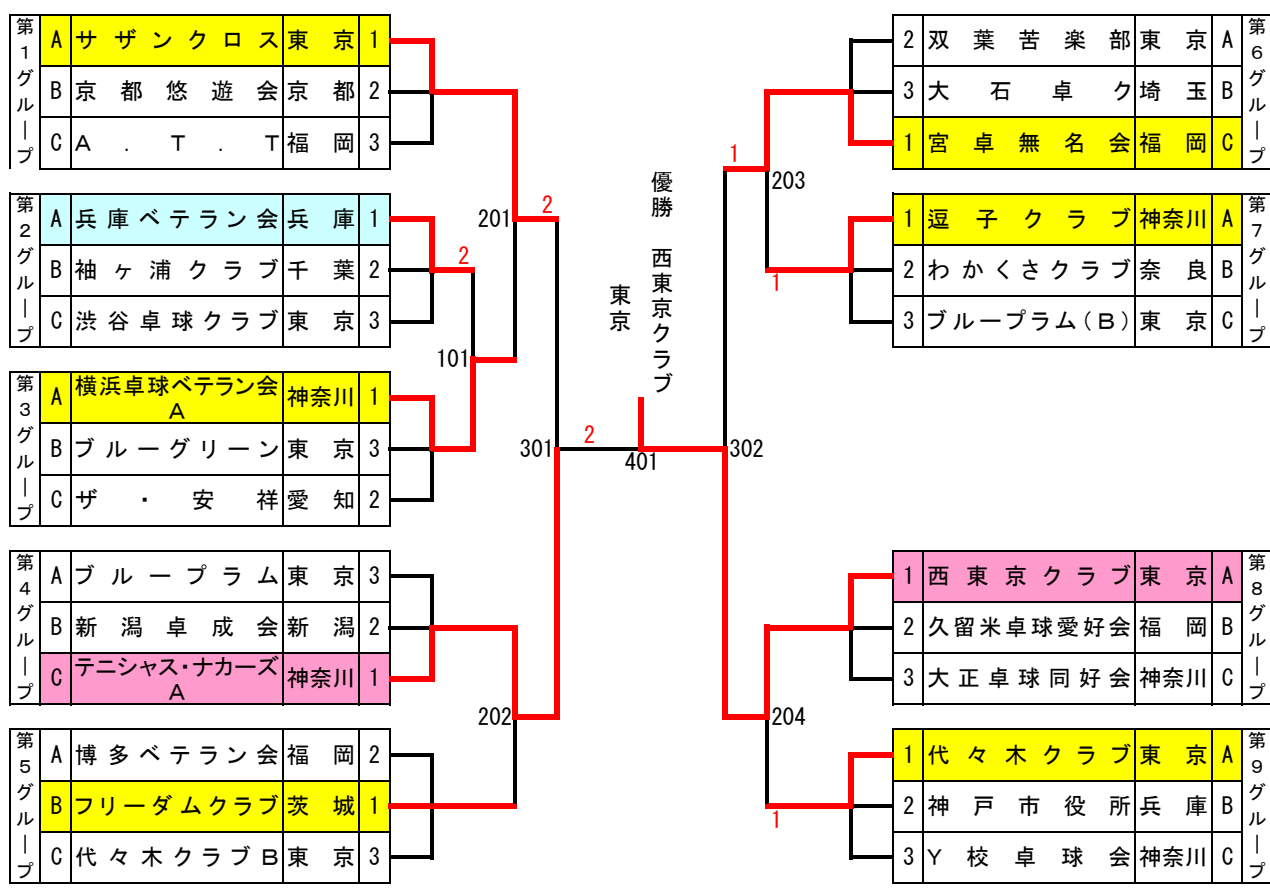 第1グループ
A サザンクロス 東京 1
B 京都悠遊会 京都 2
C A.T.T 福岡 3
第2グループ
A 兵庫ベテラン会 兵庫 1
B 袖ヶ浦クラブ 千葉 2
C 渋谷卓球クラブ 東京 3
第3グループ
A 横浜卓球ベテラン会A 神奈川 1
B ブルーグリーン 東京 3
C ザ・安祥 愛知 2
第4グループ
A ブループラム 東京 3
B 新潟卓成会 新潟 2
C テニシャス・ナカーズA 神奈川 1
第5グループ
A 博多ベテラン会 福岡 2
B フリーダムクラブ 茨城 1
C 代々木クラブB 東京 3
2
101
201
2
202
301
2
401
優勝 西東京クラブ
東京
302
1
203
1
204
1
第6グループ
2 双葉苦楽部 東京 A
3 大石卓ク 埼玉 B
1 宮卓無名会 福岡 C
第7グループ
1 逗子クラブ 神奈川 A
2 わかくさクラブ 奈良 B
3 ブループラム(B) 東京 C
第8グループ
1 西東京クラブ 東京 A
2 久留米卓球愛好会 福岡 B
3 大正卓球同好会 神奈川 C
第9グループ
1 代々木クラブ 東京 A
2 神戸市役所 兵庫 B
3 Y校卓球会 神奈川 C